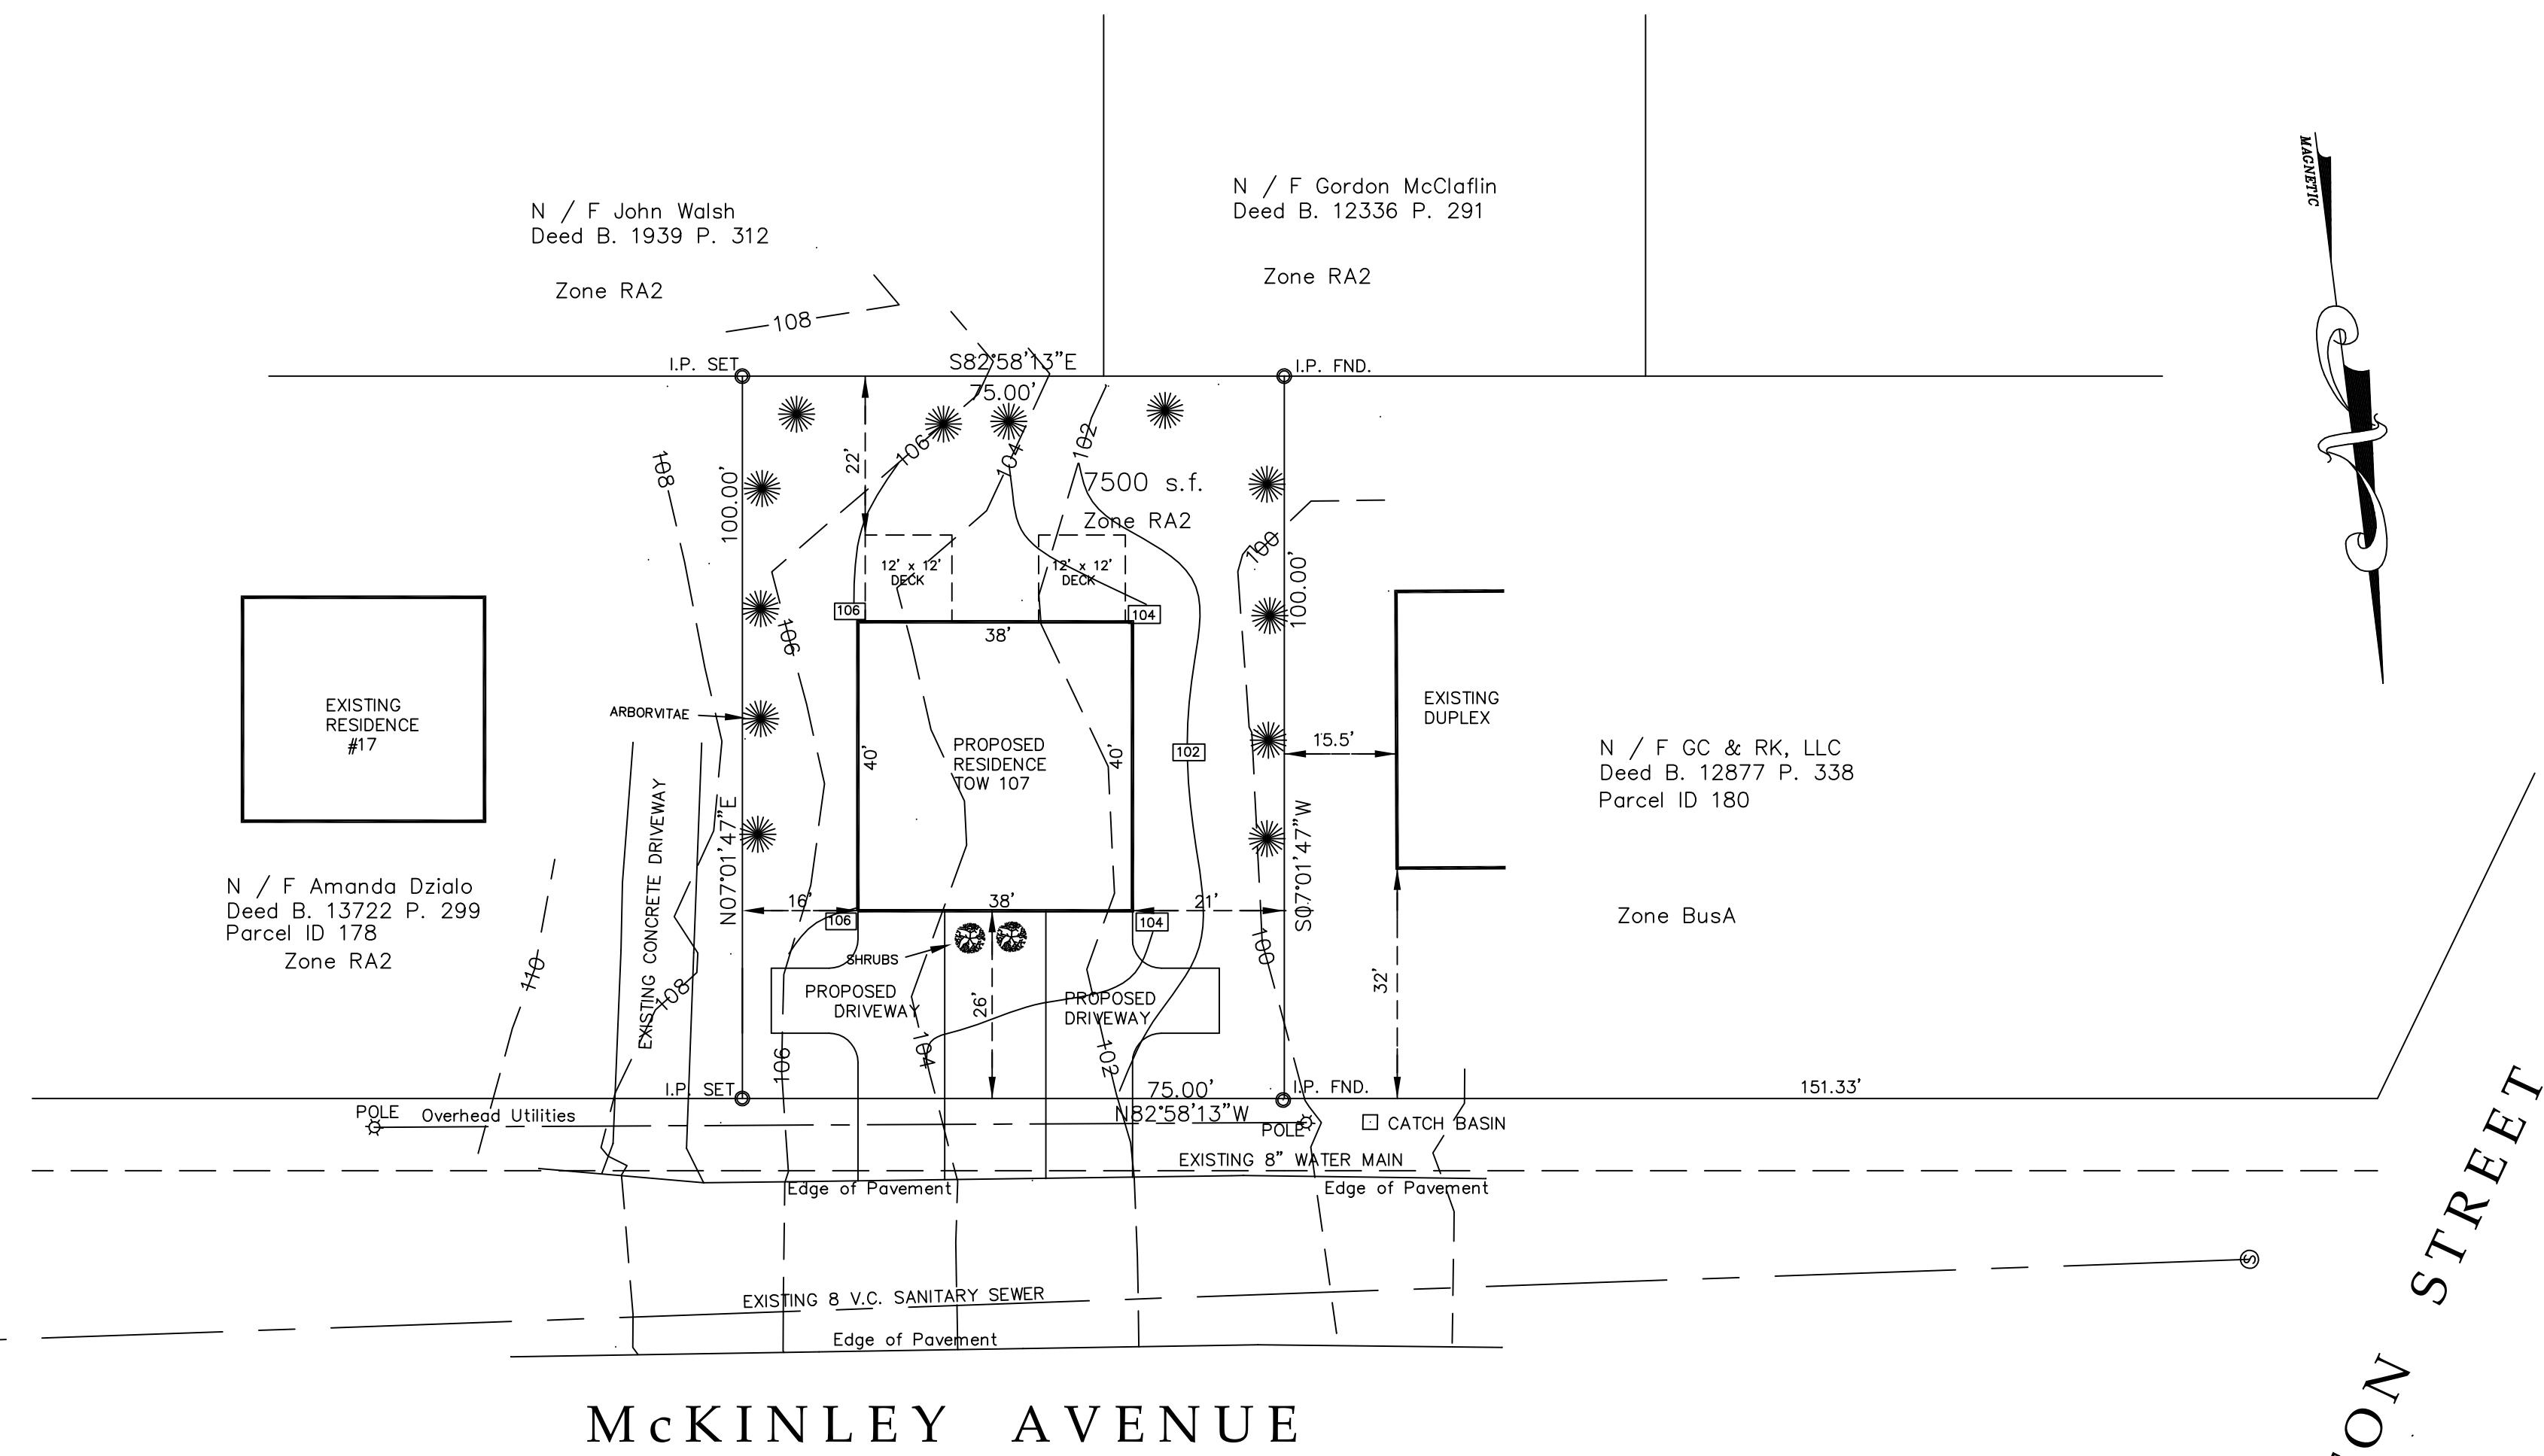 MAGNETIC
N / F Gordon McClaflin
Deed B. 12336 P. 291
Zone RA2
N / F John Walsh
Deed B. 1939 P. 312
Zone RA2
108
I.P. SET
S82°58'13"E
I.P. FND.
75.00'
22'
106
104
102
108
100.00'
7500 s.f.
Zone RA2
100
100.00'
12' x 12'
DECK
12' x 12'
DECK
106
104
38'
106
EXISTING
RESIDENCE
#17
ARBORVITAE
EXISTING
DUPLEX
40'
PROPOSED
RESIDENCE
TOW 107
40'
102
15.5'
N / F GC & RK, LLC
Deed B. 12877 P. 338
Parcel ID 180
EXISTING CONCRETE DRIVEWAY
N07°01'47"E
S07°01'47"W
N / F Amanda Dzialo
Deed B. 13722 P. 299
Parcel ID 178
Zone RA2
16'
38'
21'
106
104
Zone BusA
SHRUBS
100
110
108
PROPOSED
DRIVEWAY
26'
PROPOSED
DRIVEWAY
32'
106
104
102
I.P. SET
75.00'
I.P. FND.
151.33'
POLE
Overhead Utilities
N82°58'13"W
POLE
CATCH BASIN
EXISTING 8" WATER MAIN
Edge of Pavement
Edge of Pavement
S
EXISTING 8 V.C. SANITARY SEWER
Edge of Pavement
McKINLEY AVENUE
ON STREET